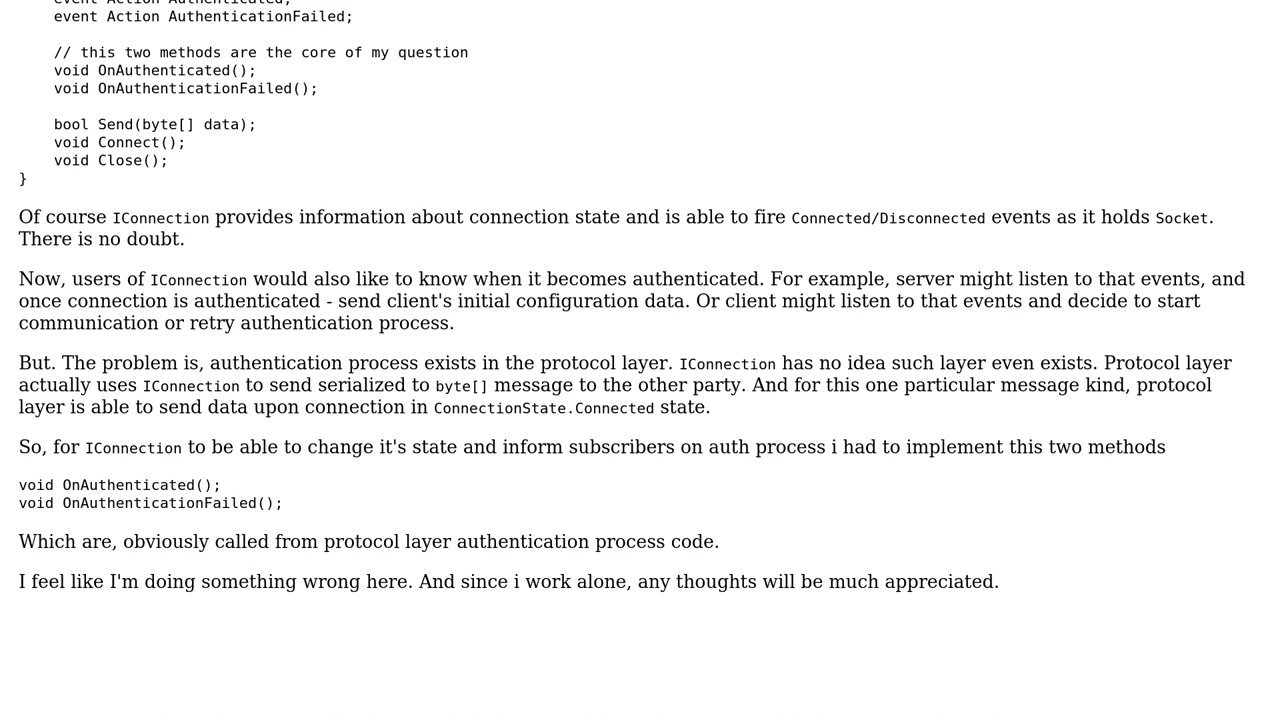 event Action Authenticated;
event Action AuthenticationFailed;
// this two methods are the core of my question
void OnAuthenticated();
void OnAuthenticationFailed();
bool Send(byte[] data);
void Connect();
void Close();
}
Of course IConnection provides information about connection state and is able to fire Connected/Disconnected events as it holds Socket.
There is no doubt.
Now, users of IConnection would also like to know when it becomes authenticated. For example, server might listen to that events, and
once connection is authenticated - send client's initial configuration data. Or client might listen to that events and decide to start
communication or retry authentication process.
But. The problem is, authentication process exists in the protocol layer. IConnection has no idea such layer even exists. Protocol layer
actually uses IConnection to send serialized to byte[] message to the other party. And for this one particular message kind, protocol
layer is able to send data upon connection in ConnectionState.Connected state.
So, for IConnection to be able to change it's state and inform subscribers on auth process i had to implement this two methods
void OnAuthenticated();
void OnAuthenticationFailed();
Which are, obviously called from protocol layer authentication process code.
I feel like I'm doing something wrong here. And since i work alone, any thoughts will be much appreciated.